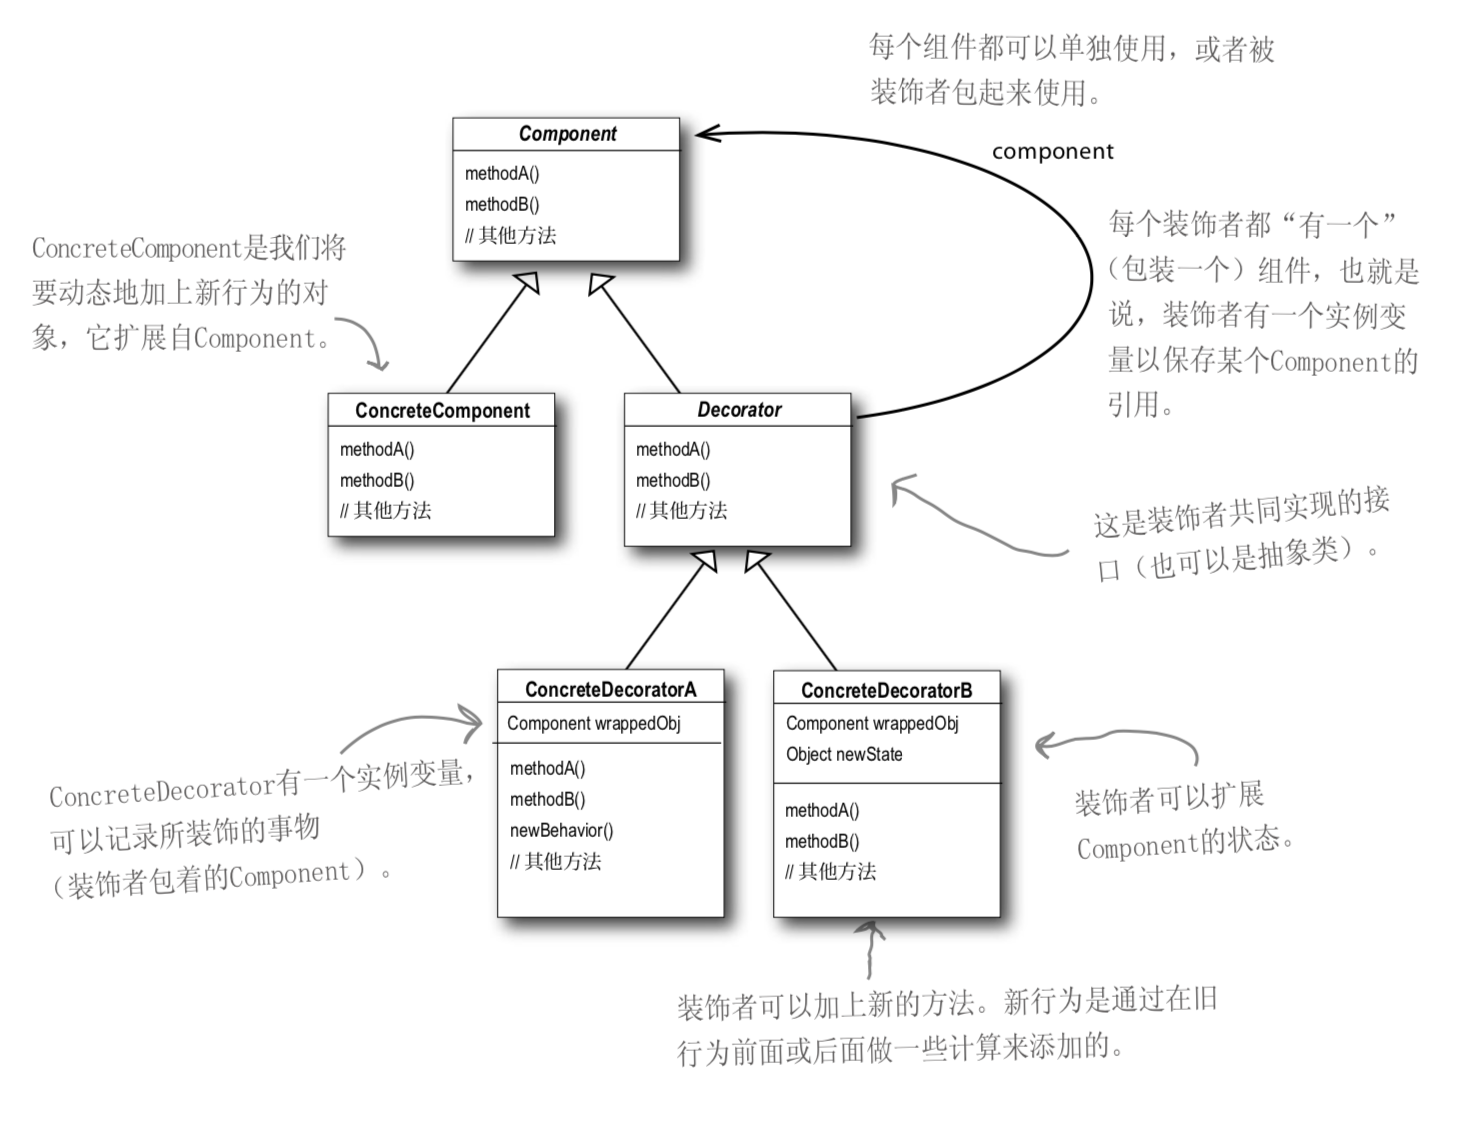 每个组件都可以单独使用，或者被
装饰者包起来使用。
Component
methodA()
methodB()
// 其他方法
component
ConcreteComponent是我们将
要动态地加上新行为的对
象，它扩展自Component。
每个装饰者都“有一个”
（包装一个）组件，也就是
说，装饰者有一个实例变
量以保存某个Component的
引用。
ConcreteComponent
methodA()
methodB()
// 其他方法
Decorator
methodA()
methodB()
// 其他方法
这是装饰者共同实现的接
口（也可以是抽象类）。
ConcreteDecoratorA
Component wrappedObj
methodA()
methodB()
newBehavior()
// 其他方法
ConcreteDecoratorB
Component wrappedObj
Object newState
methodA()
methodB()
// 其他方法
ConcreteDecorator有一个实例变量，
可以记录所装饰的事物
（装饰者包着的Component）。
装饰者可以扩展
Component的状态。
装饰者可以加上新的方法。新行为是通过在旧
行为前面或后面做一些计算来添加的。